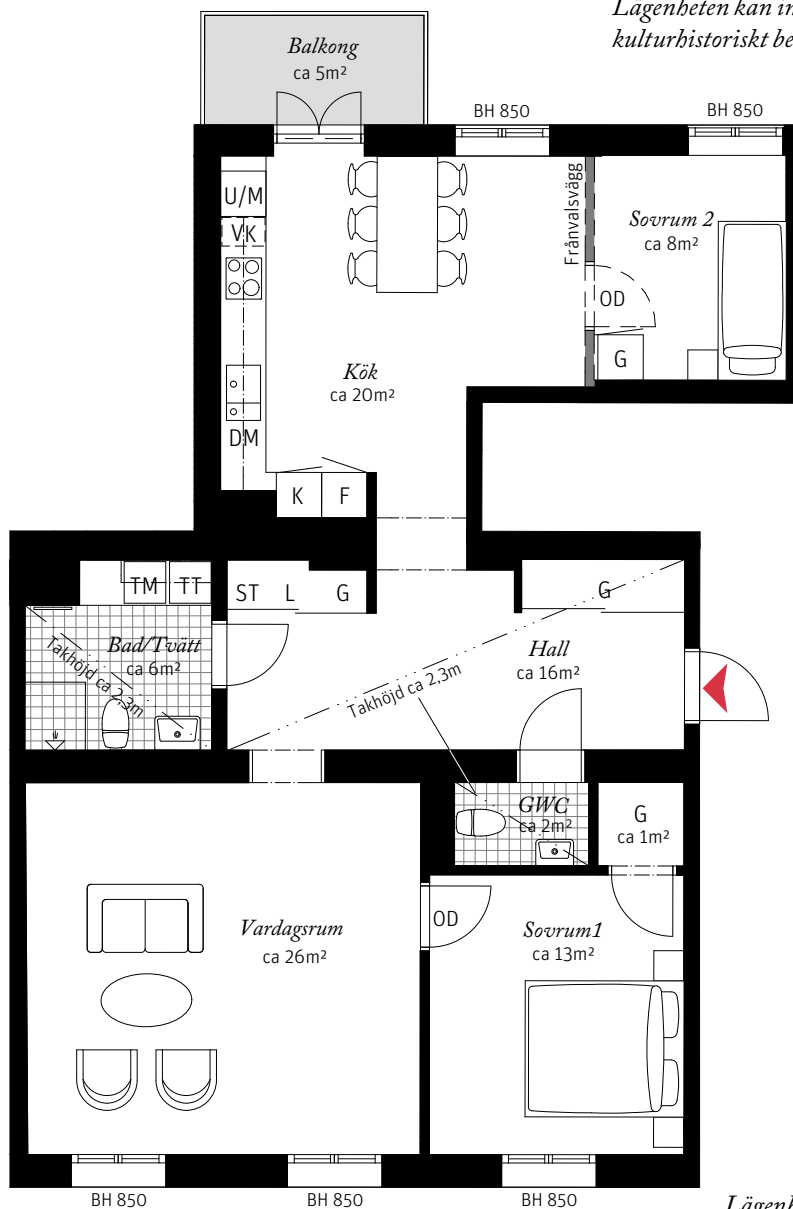 Lägenheten kan in
kulturhistoriskt be
Balkong
ca 5m²
BH 850
BH 850
U/M
VK
Frånvalsvägg
Sovrum 2
ca 8m²
OD
G
Kök
ca 20m²
DM
K
F
TM
TT
ST
L
G
G
Bad/Tvätt
ca 6m²
Takhöjd ca 2,3m
Hall
ca 16m²
Takhöjd ca 2,3m
GWC
ca 2m²
G
ca 1m²
Vardagsrum
ca 26m²
OD
Sovrum1
ca 13m²
BH 850
BH 850
BH 850
Lägenh